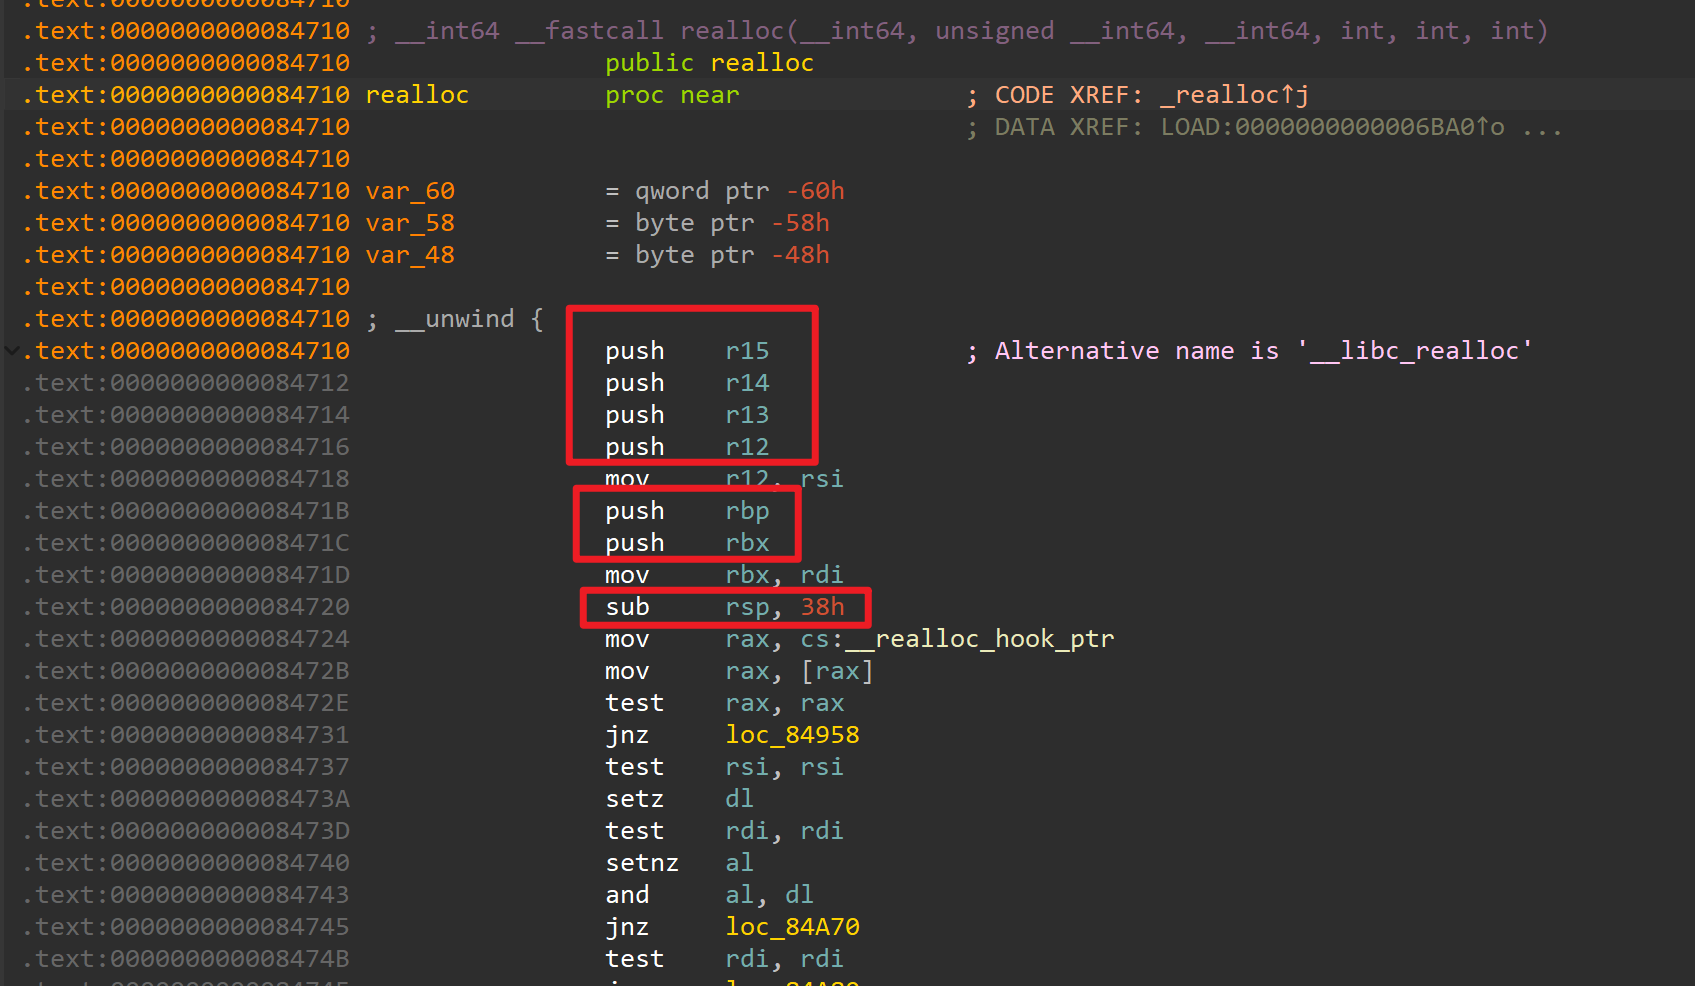 .text:0000000000084710
.text:0000000000084710 ; __int64 __fastcall realloc(__int64, unsigned __int64, __int64, int, int, int)
.text:0000000000084710 public realloc
.text:0000000000084710 realloc proc near ; CODE XREF: _realloc↑j
.text:0000000000084710 ; DATA XREF: LOAD:0000000000006BA0↑o ...
.text:0000000000084710
.text:0000000000084710 var_60 = qword ptr -60h
.text:0000000000084710 var_58 = byte ptr -58h
.text:0000000000084710 var_48 = byte ptr -48h
.text:0000000000084710
.text:0000000000084710 ; __unwind {
.text:0000000000084710 push r15 ; Alternative name is '__libc_realloc'
.text:0000000000084712 push r14
.text:0000000000084714 push r13
.text:0000000000084716 push r12
.text:0000000000084718 mov r12, rsi
.text:000000000008471B push rbp
.text:000000000008471C push rbx
.text:000000000008471D mov rbx, rdi
.text:0000000000084720 sub rsp, 38h
.text:0000000000084724 mov rax, cs:__realloc_hook_ptr
.text:000000000008472B mov rax, [rax]
.text:000000000008472E test rax, rax
.text:0000000000084731 jnz loc_84958
.text:0000000000084737 test rsi, rsi
.text:000000000008473A setz dl
.text:000000000008473D test rdi, rdi
.text:0000000000084740 setnz al
.text:0000000000084743 and al, dl
.text:0000000000084745 jnz loc_84A70
.text:000000000008474B test rdi, rdi